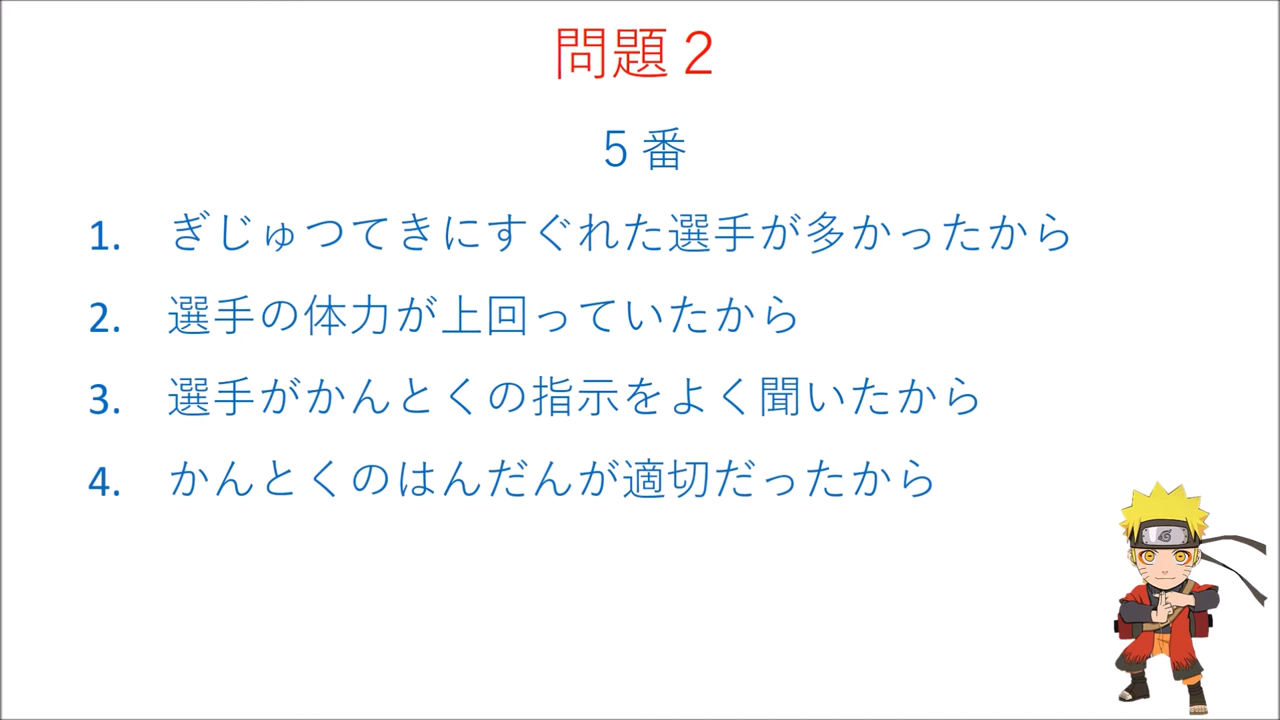 問題２
５番
1. ぎじゅつてきにすぐれた選手が多かったから
2. 選手の体力が上回っていたから
3. 選手がかんとくの指示をよく聞いたから
4. かんとくのはんだんが適切だったから